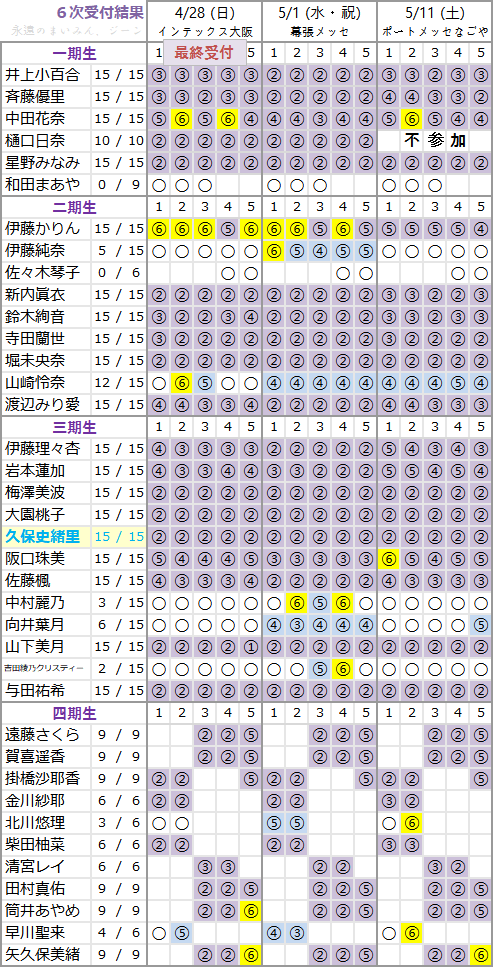 ６次受付結果 4/28 (日) 5/1 (水・祝) 5/11 (土)
永遠のまいみん、シーン インテックス大阪 幕張メッセ ポートメッセなごや
一期生 1 最終受付 5 1 2 3 4 5 1 2 3 4 5
井上小百合 15 / 15 ③ ③ ③ ③ ③ ② ② ② ② ② ③ ③ ② ③ ③
斉藤優里 15 / 15 ③ ③ ② ③ ③ ② ② ② ② ② ④ ④ ③ ③ ②
中田花奈 15 / 15 ⑤ ⑥ ⑤ ⑥ ④ ④ ④ ③ ④ ④ ⑤ ⑥ ⑤ ④ ④
樋口日奈 10 / 10 ② ② ② ② ② ② ② ② ② ② 不 参 加
星野みなみ 15 / 15 ② ② ② ② ② ② ② ② ② ② ② ② ② ② ②
和田まあや 0 / 9 〇 〇 〇 〇 〇 〇 〇 〇 〇
二期生 1 2 3 4 5 1 2 3 4 5 1 2 3 4 5
伊藤かりん 15 / 15 ⑥ ⑥ ⑥ ⑤ ⑥ ⑥ ⑥ ⑤ ⑥ ⑤ ⑤ ⑤ ⑤ ⑤ ④
伊藤純奈 5 / 15 〇 〇 〇 〇 〇 ⑥ ⑤ ④ ⑤ ⑤ 〇 〇 〇 〇 〇
佐々木琴子 0 / 6 〇 〇 〇 〇 〇 〇
新内眞衣 15 / 15 ② ② ② ② ② ② ② ② ② ② ③ ③ ② ② ③
鈴木絢音 15 / 15 ③ ② ② ③ ④ ② ② ② ② ② ③ ③ ② ③ ③
寺田蘭世 15 / 15 ③ ② ② ② ② ② ② ② ② ② ③ ② ② ② ②
堀未央奈 15 / 15 ② ② ② ② ② ② ② ② ② ② ② ② ② ② ②
山崎怜奈 12 / 15 〇 ⑥ ⑤ 〇 〇 ④ ④ ④ ④ ④ ④ ④ ④ ⑤ ④
渡辺みり愛 15 / 15 ④ ④ ③ ③ ④ ② ② ② ② ② ④ ④ ③ ③ ③
三期生 1 2 3 4 5 1 2 3 4 5 1 2 3 4 5
伊藤理々杏 15 / 15 ④ ③ ③ ③ ③ ③ ③ ② ② ② ⑤ ④ ③ ④ ③
岩本蓮加 15 / 15 ④ ③ ③ ④ ④ ③ ③ ② ② ② ⑤ ⑤ ④ ⑤ ④
梅澤美波 15 / 15 ② ② ② ② ② ② ② ② ② ② ② ② ② ② ②
大園桃子 15 / 15 ② ② ② ② ② ② ② ② ② ② ② ② ② ② ②
久保史緒里 15 / 15 ② ② ② ② ② ② ② ② ② ② ② ② ② ② ②
阪口珠美 15 / 15 ⑤ ④ ④ ④ ⑤ ③ ③ ③ ③ ③ ⑥ ⑤ ④ ⑤ ⑤
佐藤楓 15 / 15 ④ ③ ③ ③ ④ ② ② ② ② ② ④ ③ ③ ③ ③
中村麗乃 3 / 15 〇 〇 〇 〇 〇 〇 ⑥ ⑤ ⑥ 〇 〇 〇 〇 〇 〇
向井葉月 6 / 15 〇 〇 〇 〇 〇 ④ ③ ④ ④ ④ 〇 〇 〇 〇 ⑤
山下美月 15 / 15 ② ② ② ② ① ② ② ② ② ② ② ② ② ② ②
吉田綾乃クリスティー 2 / 15 〇 〇 〇 〇 〇 〇 〇 ⑤ ⑥ 〇 〇 〇 〇 〇 〇
与田祐希 15 / 15 ② ② ② ② ② ② ② ② ② ② ② ② ② ② ②
四期生 1 2 3 4 5 1 2 3 4 5 1 2 3 4 5
遠藤さくら 9 / 9 ② ② ⑤ ② ② ⑤ ② ② ⑤
賀喜遥香 9 / 9 ② ② ⑤ ② ② ⑤ ② ② ⑤
掛橋沙耶香 9 / 9 ② ② ⑤ ② ② ⑤ ② ② ⑤
金川紗耶 6 / 6 ② ② ② ② ③ ②
北川悠理 3 / 6 〇 〇 ⑤ ⑤ 〇 ⑥
柴田柚菜 6 / 6 ② ② ② ② ③ ③
清宮レイ 6 / 6 ③ ③ ② ② ③ ②
田村真佑 9 / 9 ② ② ⑤ ② ② ⑤ ② ② ⑤
筒井あやめ 9 / 9 ② ② ⑥ ② ② ⑤ ② ② ⑤
早川聖来 4 / 6 〇 ⑤ ④ ③ 〇 ⑥
矢久保美緒 9 / 9 ② ② ⑥ ② ② ⑤ ② ② ⑥